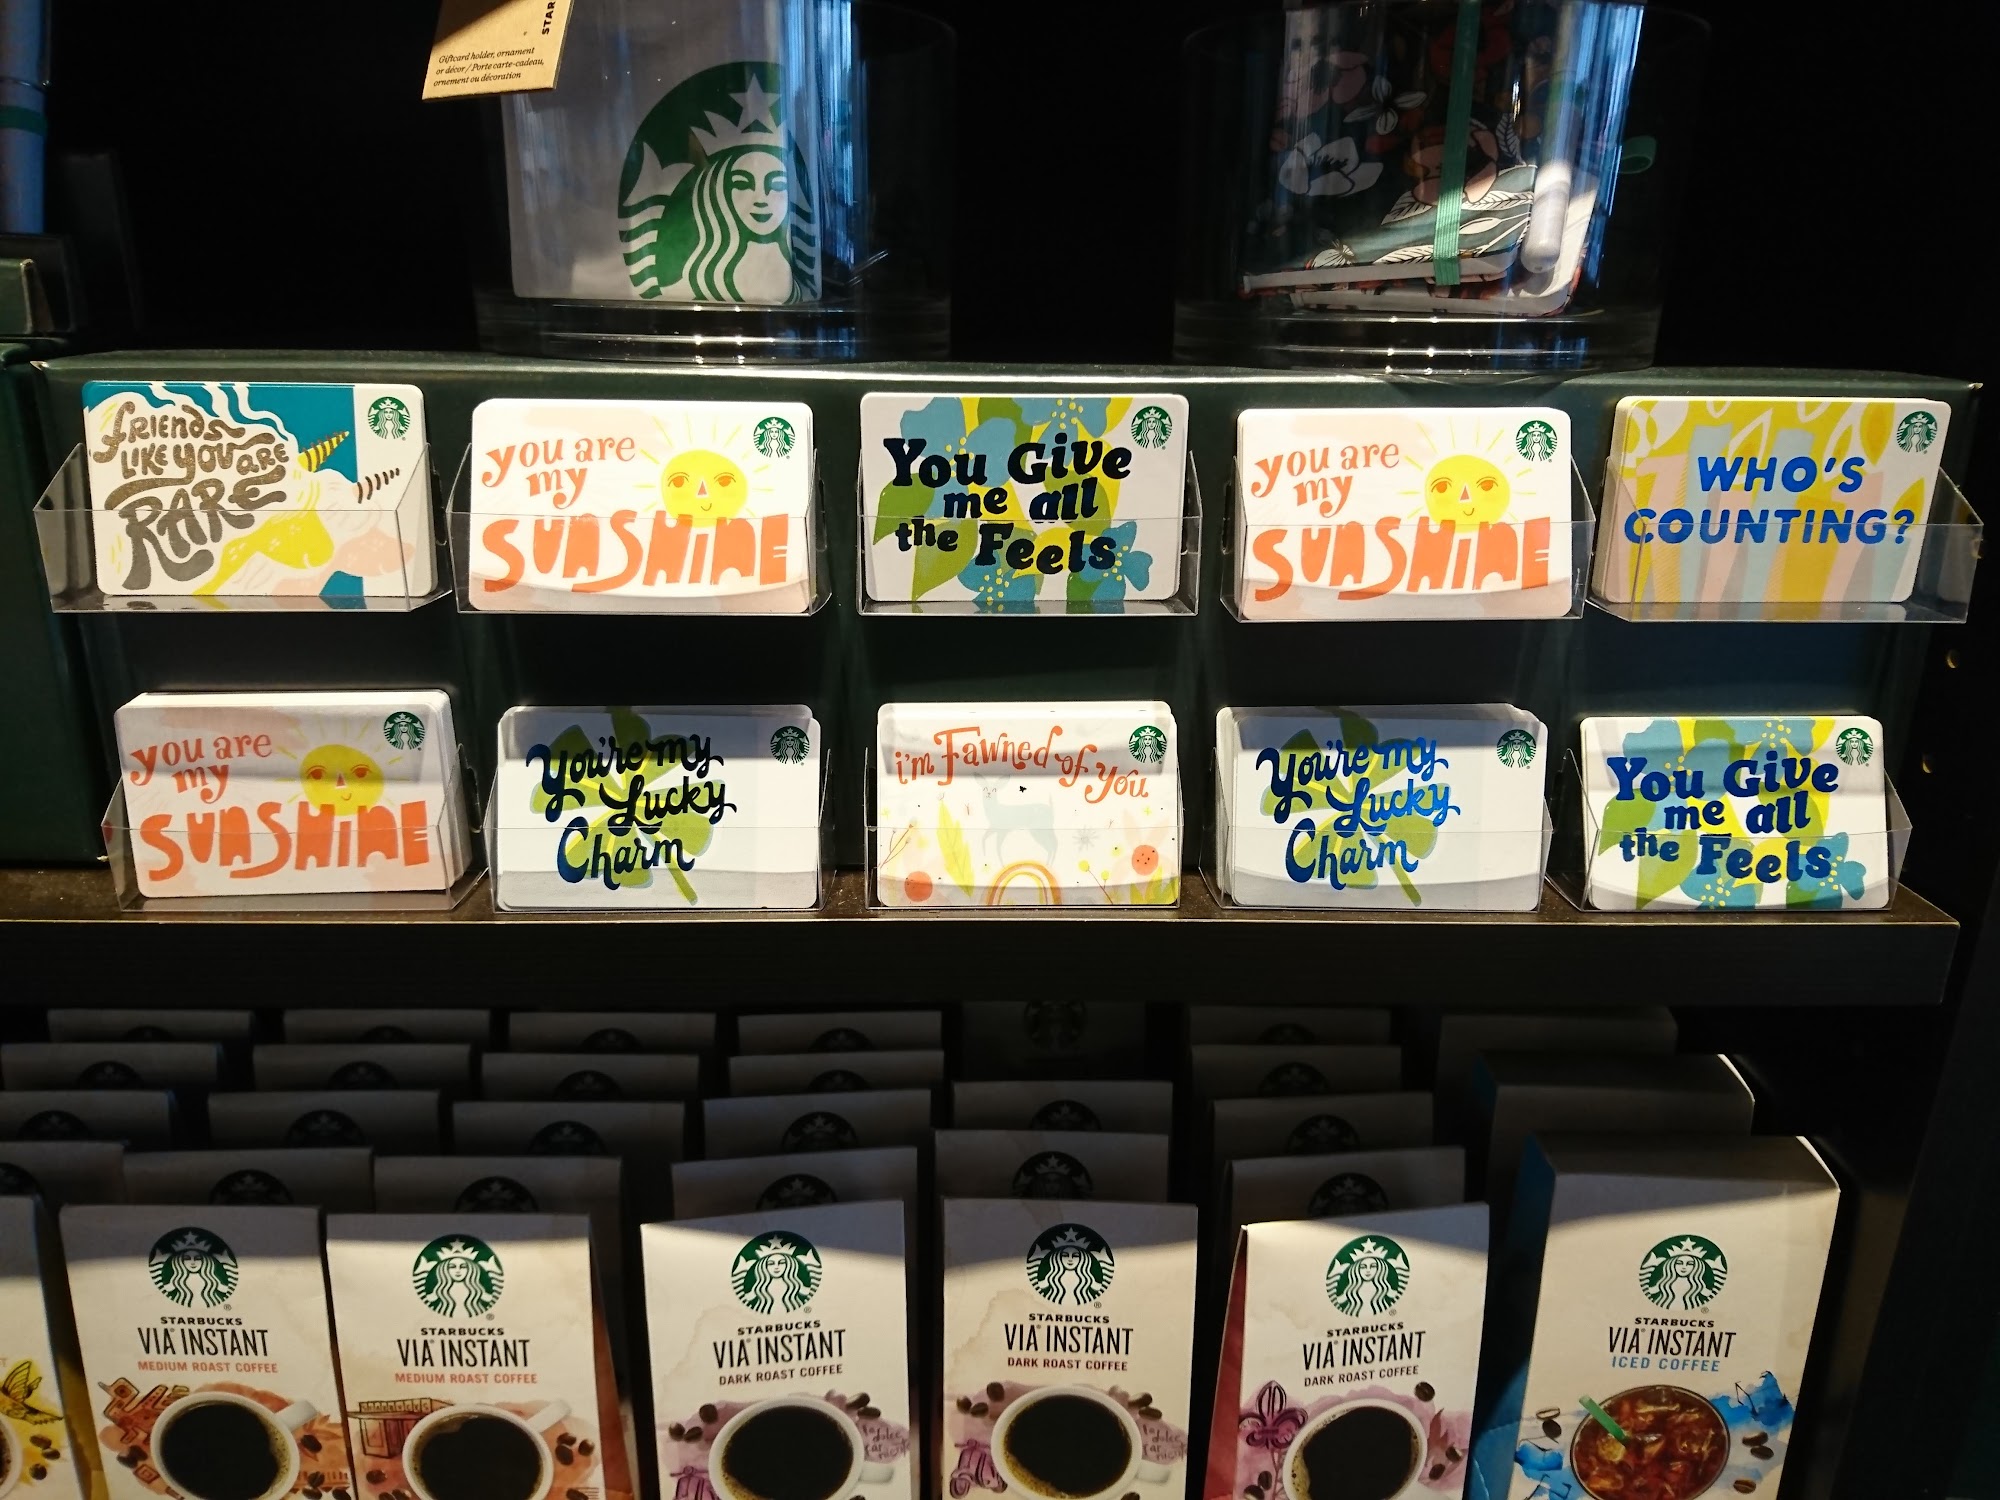 STAR
Giftcard holder, ornament
or décor / Porte carte-cadeau,
ornement ou décoration
FRIENDS
LIKE YOU ARE
RARE
you are
my
SUNSHINE
You Give
me all
the Feels
you are
my
SUNSHINE
WHO'S
COUNTING?
you are
my
SUNSHINE
You're my
Lucky
Charm
i'm Fawned of you
You're my
Lucky
Charm
You Give
me all
the Feels
STARBUCKS
VIA INSTANT
MEDIUM ROAST COFFEE
STARBUCKS
VIA INSTANT
MEDIUM ROAST COFFEE
STARBUCKS
VIA INSTANT
DARK ROAST COFFEE
STARBUCKS
VIA INSTANT
DARK ROAST COFFEE
STARBUCKS
VIA INSTANT
DARK ROAST COFFEE
STARBUCKS
VIA INSTANT
ICED COFFEE